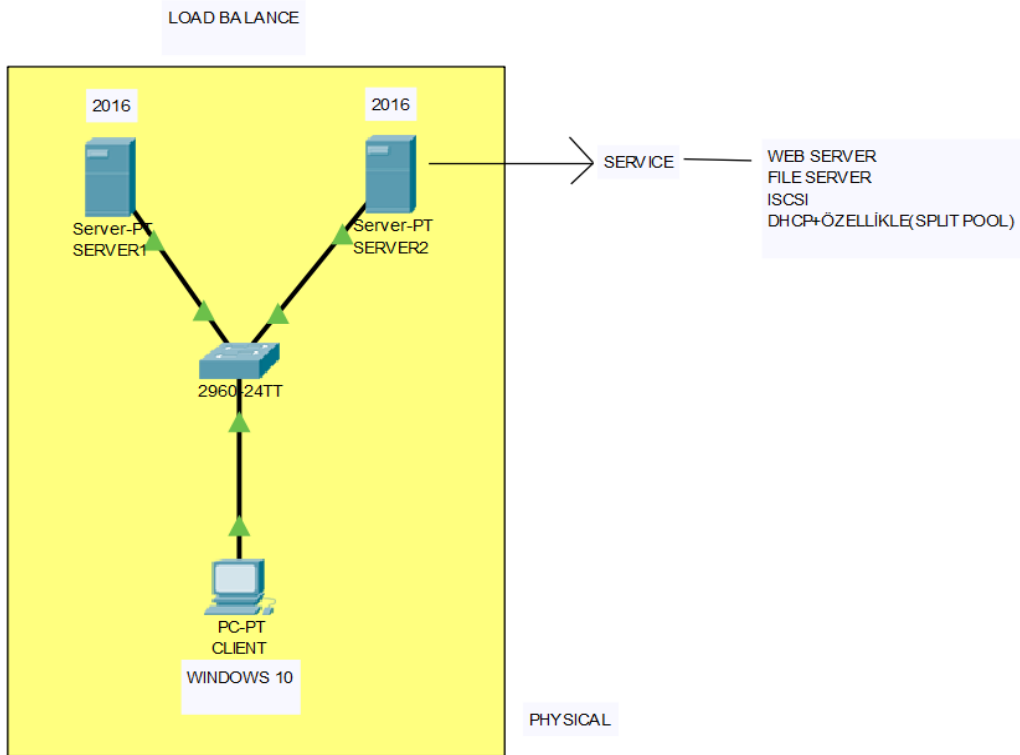 LOAD BALANCE
2016
2016
Server-PT
SERVER1
Server-PT
SERVER2
SERVICE
WEB SERVER
FILE SERVER
ISCSI
DHCP+ÖZELLİKLE(SPLIT POOL)
2960-24TT
PC-PT
CLIENT
WINDOWS 10
PHYSICAL